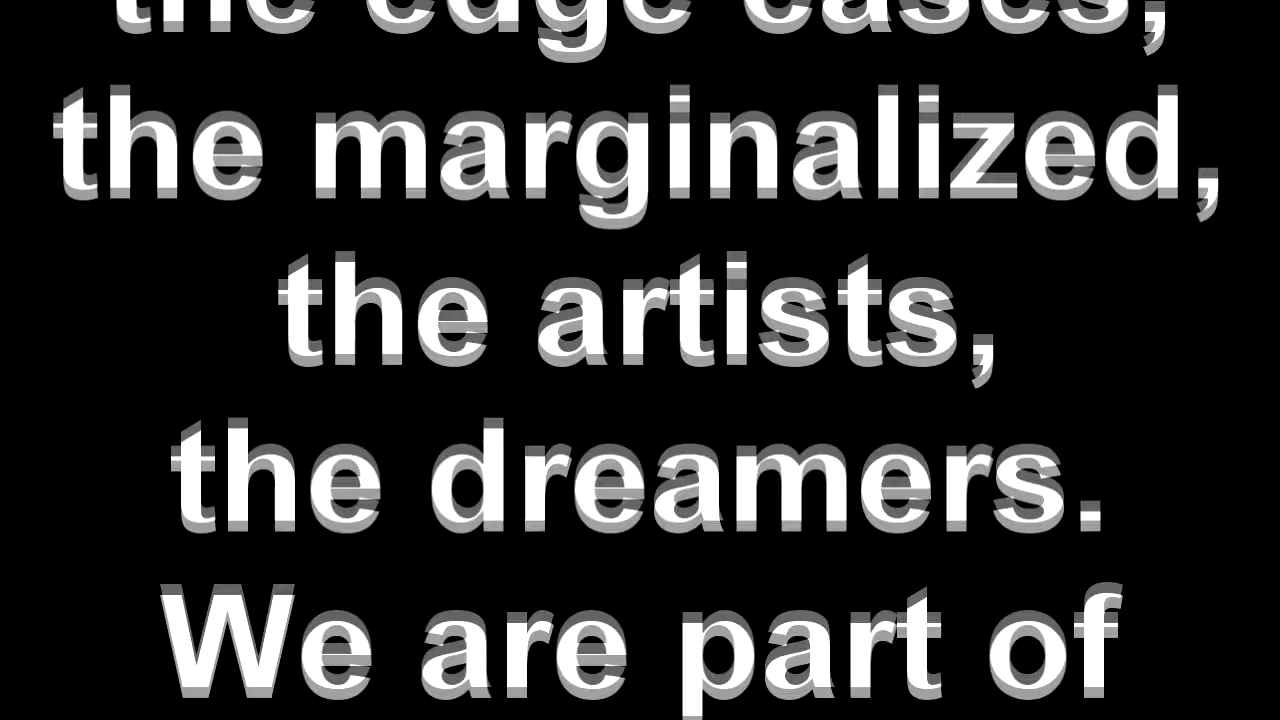 the edge cases,
the marginalized,
the artists,
the dreamers.
We are part of